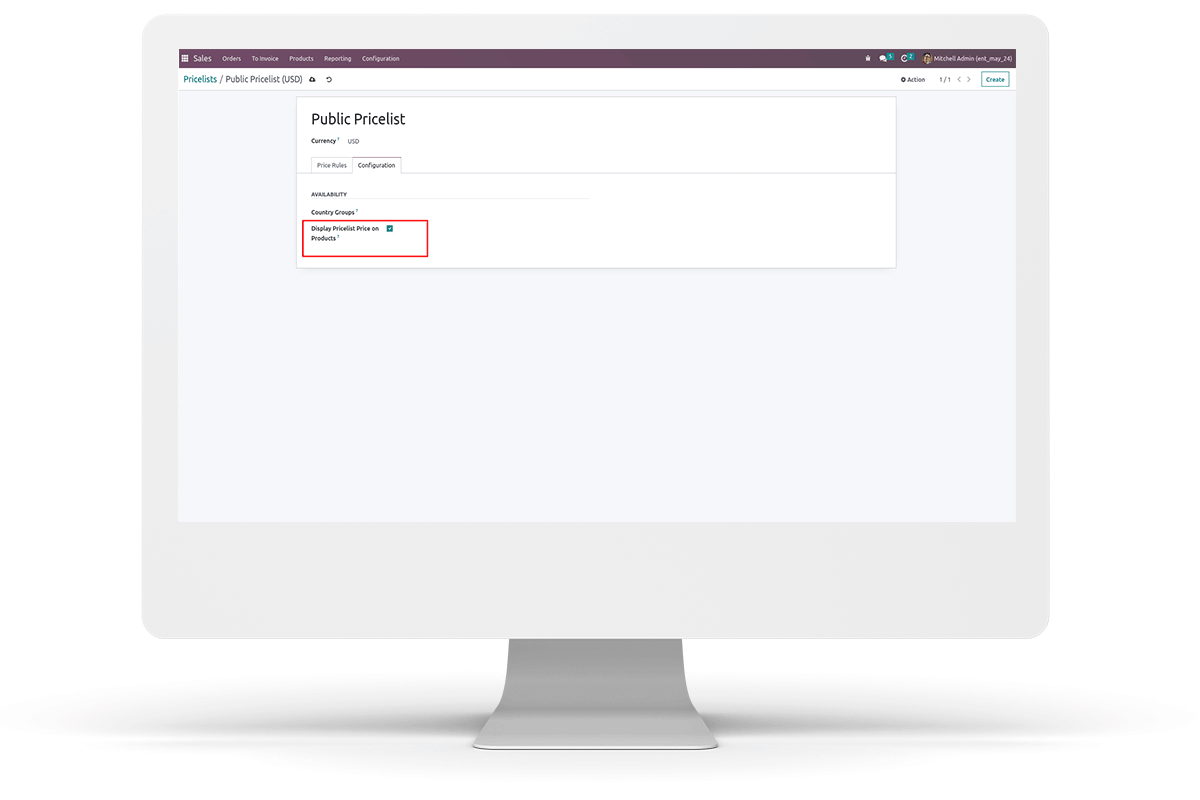 Sales Orders To Invoice Products Reporting Configuration 5 2 Mitchell Admin (ent_may_24)
Pricelists / Public Pricelist (USD) Action 1 / 1 Create
Public Pricelist
Currency ? USD
Price Rules Configuration
AVAILABILITY
Country Groups ?
Display Pricelist Price on
Products ?